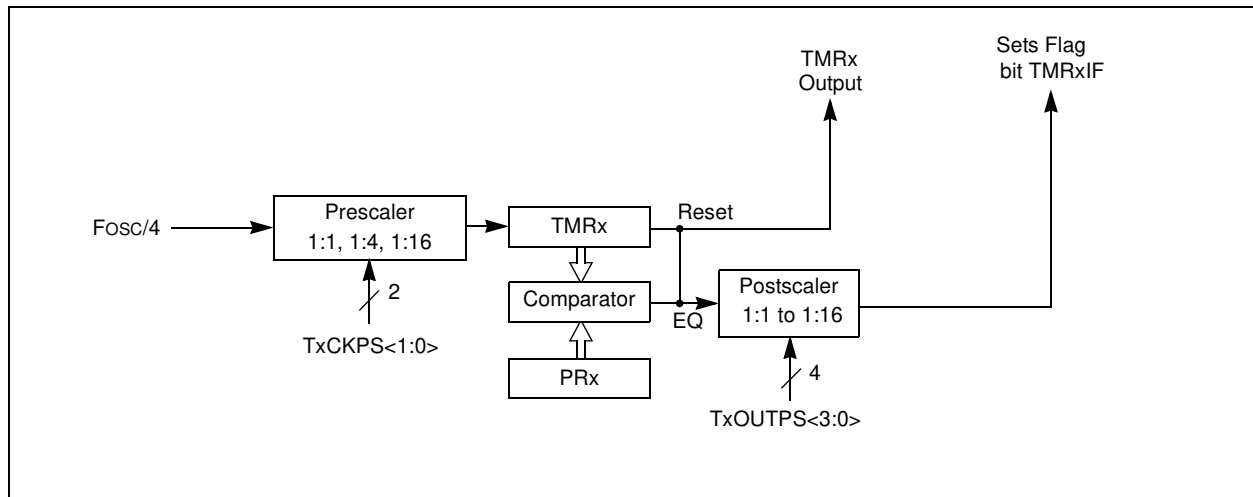 TMRx
Output
Sets Flag
bit TMRxIF
Fosc/4
Prescaler
1:1, 1:4, 1:16
2
TxCKPS<1:0>
TMRx
Reset
Comparator
EQ
PRx
Postscaler
1:1 to 1:16
4
TxOUTPS<3:0>